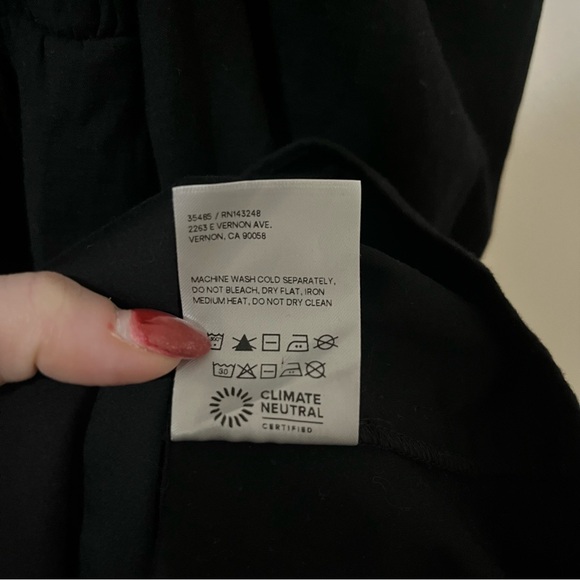 35485 / RN143248
2263 E VERNON AVE.
VERNON, CA 90058
MACHINE WASH COLD SEPARATELY,
DO NOT BLEACH, DRY FLAT, IRON
MEDIUM HEAT, DO NOT DRY CLEAN
30
CLIMATE
NEUTRAL
CERTIFIED